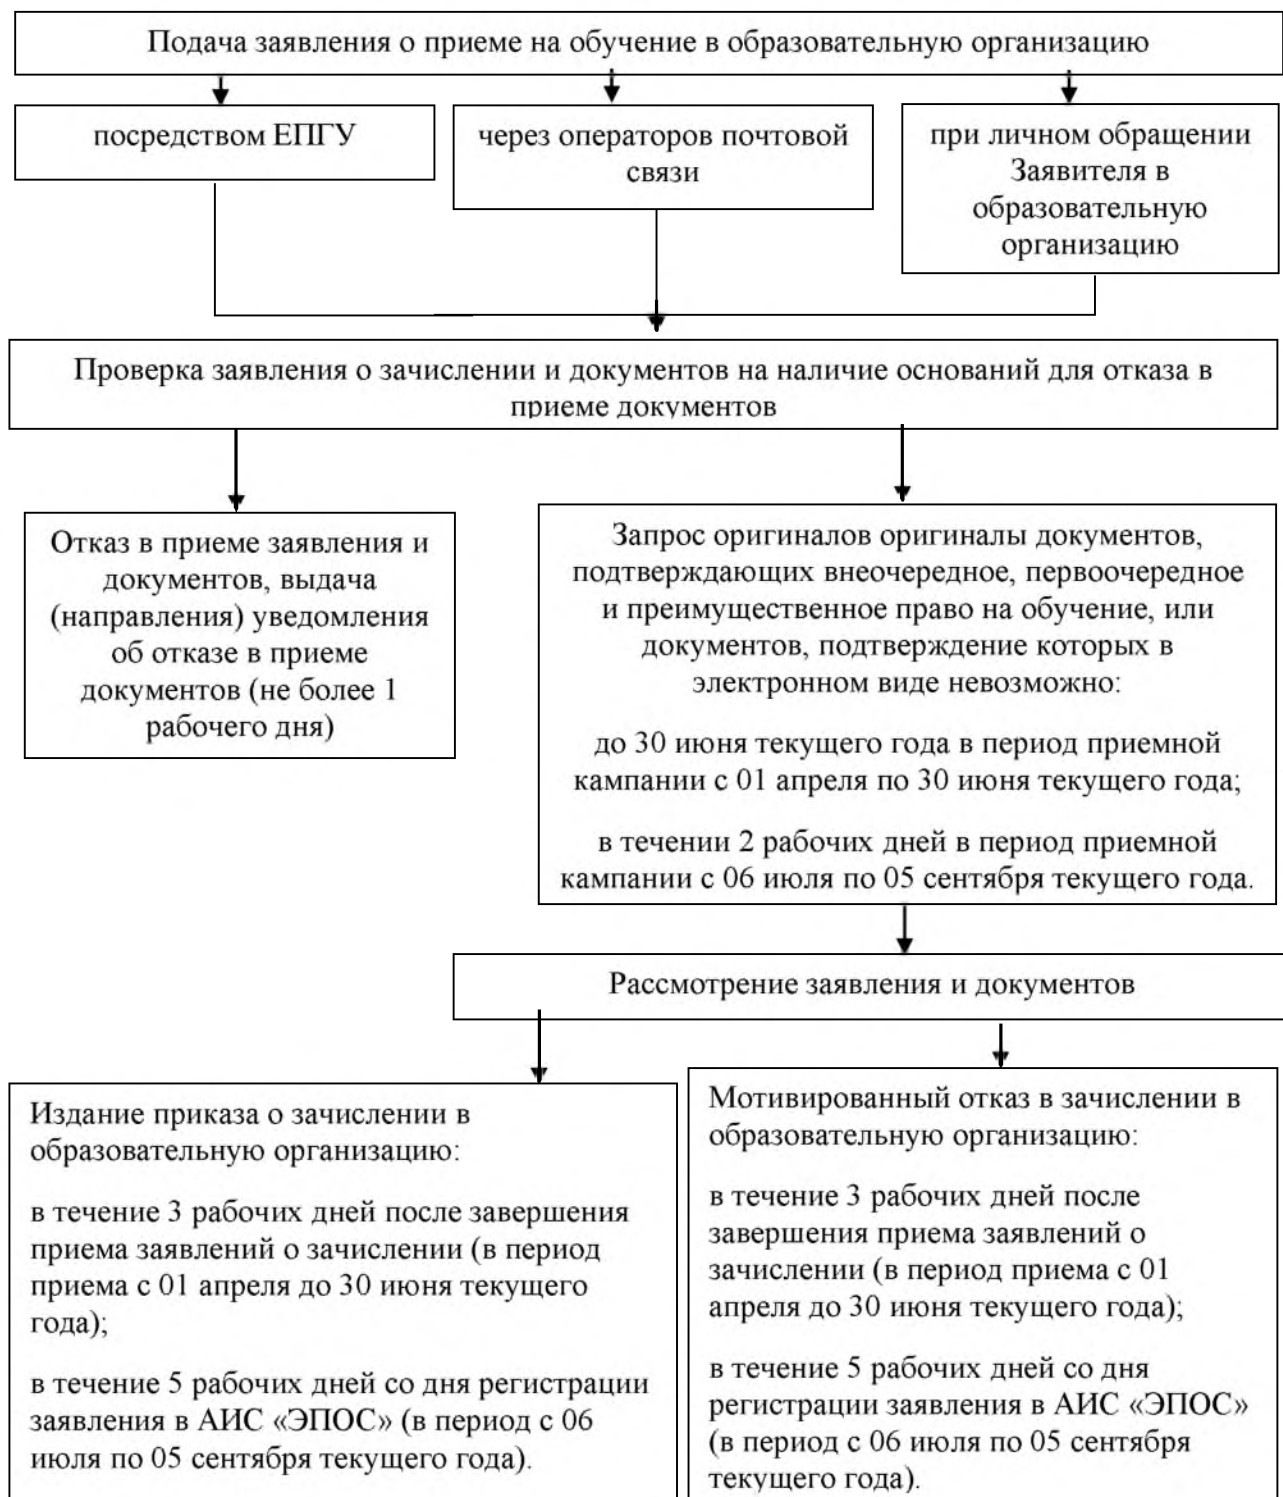 Подача заявления о приеме на обучение в образовательную организацию
посредством ЕПГУ
через операторов почтовой
связи
при личном обращении
Заявителя в
образовательную
организацию
Проверка заявления о зачислении и документов на наличие оснований для отказа в
приеме документов
Отказ в приеме заявления и
документов, выдача
(направления) уведомления
об отказе в приеме
документов (не более 1
рабочего дня)
Запрос оригиналов оригиналы документов,
подтверждающих внеочередное, первоочередное
и преимущественное право на обучение, или
документов, подтверждение которых в
электронном виде невозможно:
до 30 июня текущего года в период приемной
кампании с 01 апреля по 30 июня текущего года;
в течении 2 рабочих дней в период приемной
кампании с 06 июля по 05 сентября текущего года.
Рассмотрение заявления и документов
Издание приказа о зачислении в
образовательную организацию:
в течение 3 рабочих дней после завершения
приема заявлений о зачислении (в период
приема с 01 апреля до 30 июня текущего
года);
в течение 5 рабочих дней со дня регистрации
заявления в АИС «ЭПОС» (в период с 06
июля по 05 сентября текущего года).
Мотивированный отказ в зачислении в
образовательную организацию:
в течение 3 рабочих дней после
завершения приема заявлений о
зачислении (в период приема с 01
апреля до 30 июня текущего года);
в течение 5 рабочих дней со дня
регистрации заявления в АИС «ЭПОС»
(в период с 06 июля по 05 сентября
текущего года).